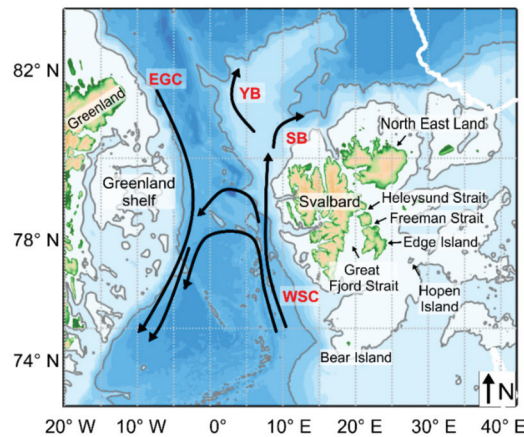 82° N
EGC
YB
Greenland
SB
North East Land
Greenland
shelf
Svalbard
Heleysund Strait
Freeman Strait
78° N
Edge Island
Great
Fjord Strait
WSC
Hopen
Island
74° N
Bear Island
N
20° W
10° W
0°
10° E
20° E
30° E
40° E